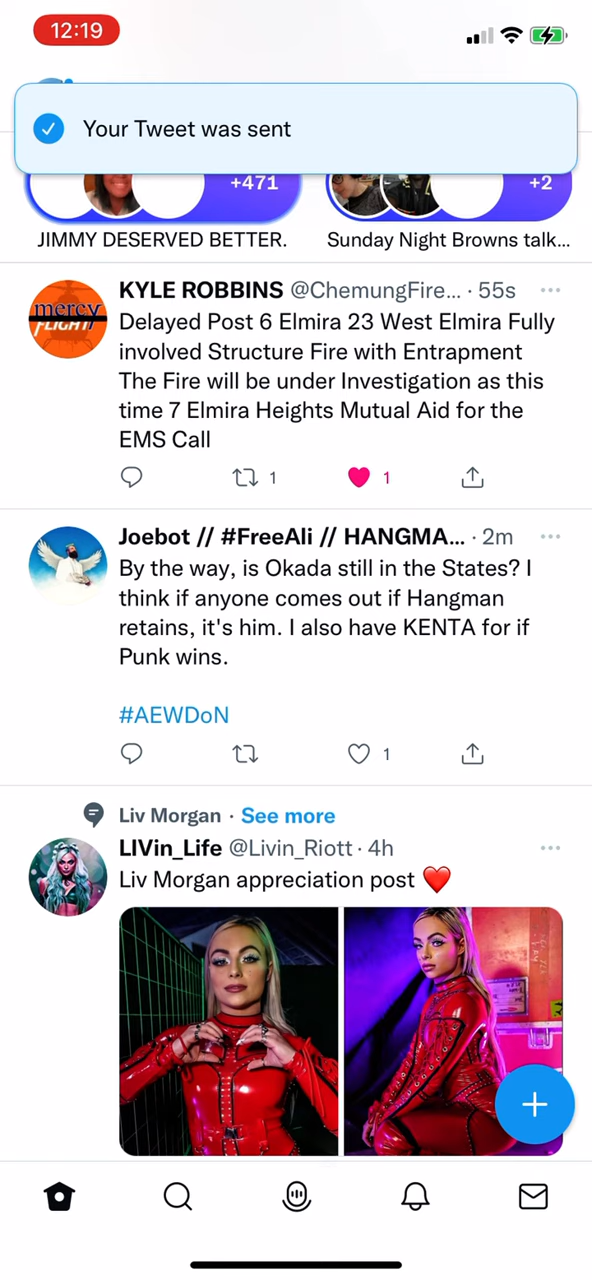 12:19
Your Tweet was sent
+471
+2
JIMMY DESERVED BETTER.
Sunday Night Browns talk...
mercy
FLIGHT
KYLE ROBBINS @ChemungFire... · 55s
Delayed Post 6 Elmira 23 West Elmira Fully
involved Structure Fire with Entrapment
The Fire will be under Investigation as this
time 7 Elmira Heights Mutual Aid for the
EMS Call
1
1
Joebot // #FreeAli // HANGMA... · 2m
By the way, is Okada still in the States? I
think if anyone comes out if Hangman
retains, it's him. I also have KENTA for if
Punk wins.
#AEWDoN
1
Liv Morgan · See more
LIVin_Life @Livin_Riott · 4h
Liv Morgan appreciation post ❤️